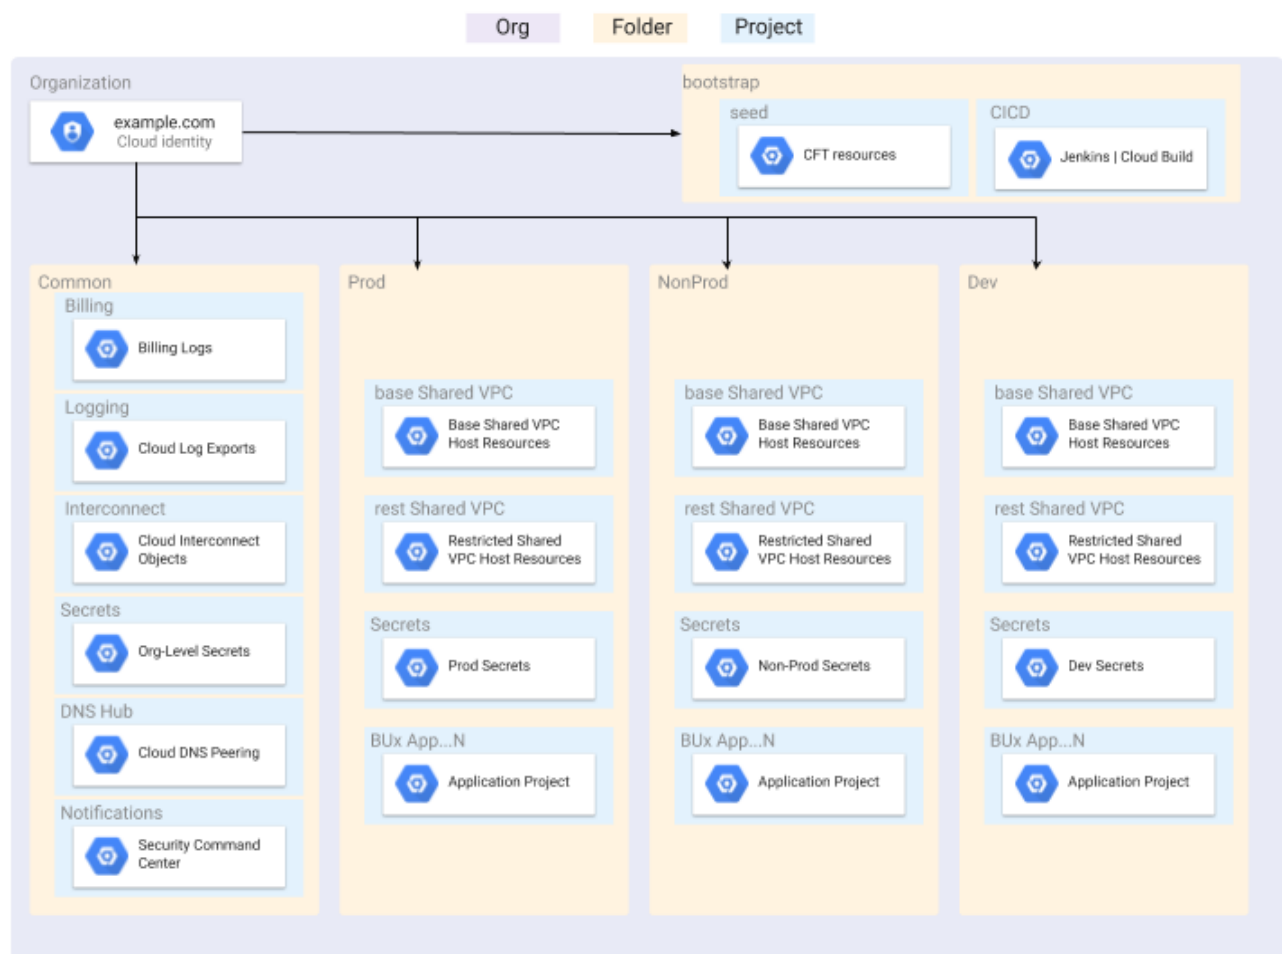 Org
Folder
Project
Organization
example.com
Cloud identity
bootstrap
seed
CFT resources
CICD
Jenkins | Cloud Build
Common
Billing
Billing Logs
Logging
Cloud Log Exports
Interconnect
Cloud Interconnect
Objects
Secrets
Org-Level Secrets
DNS Hub
Cloud DNS Peering
Notifications
Security Command
Center
Prod
base Shared VPC
Base Shared VPC
Host Resources
rest Shared VPC
Restricted Shared
VPC Host Resources
Secrets
Prod Secrets
BUx App...N
Application Project
NonProd
base Shared VPC
Base Shared VPC
Host Resources
rest Shared VPC
Restricted Shared
VPC Host Resources
Secrets
Non-Prod Secrets
BUx App...N
Application Project
Dev
base Shared VPC
Base Shared VPC
Host Resources
rest Shared VPC
Restricted Shared
VPC Host Resources
Secrets
Dev Secrets
BUx App...N
Application Project